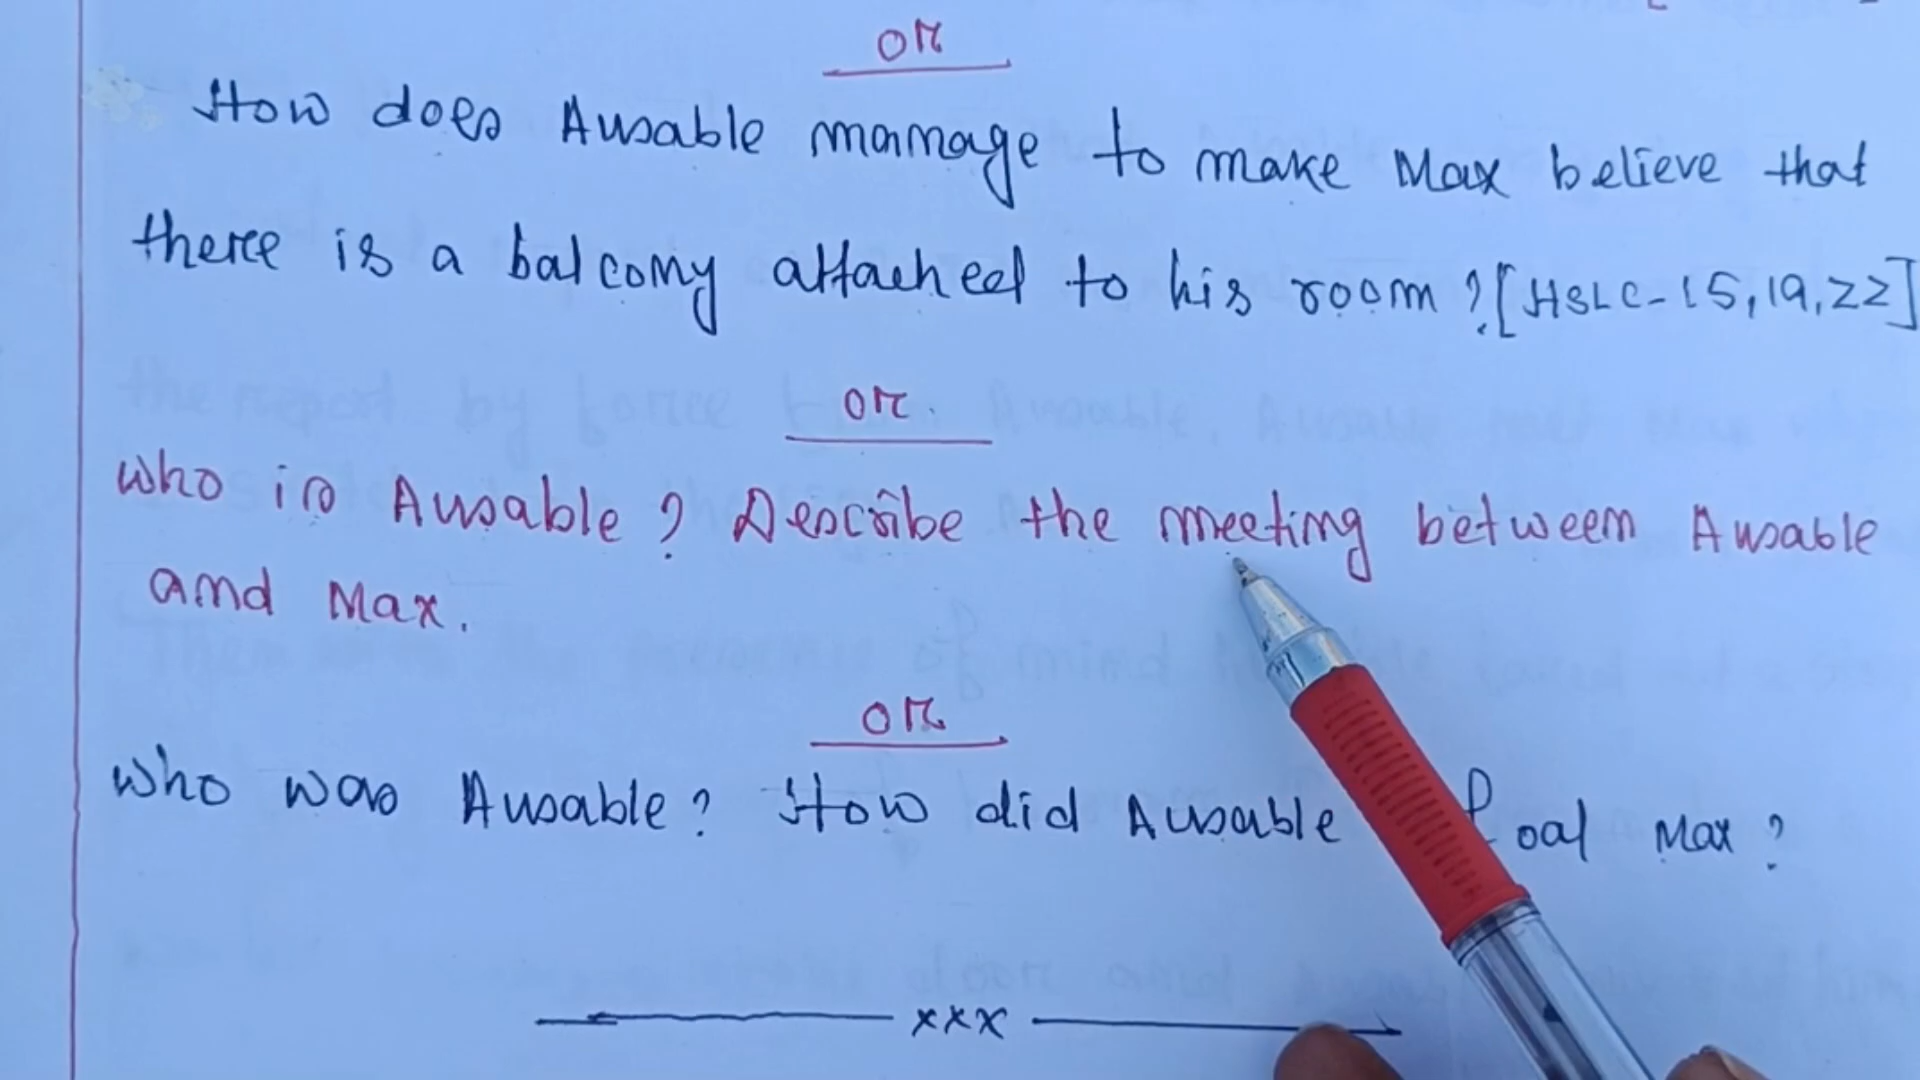 or
How does Ausable manage to make Max believe that
there is a balcony attached to his room? [HSLC-15,19,22]
or
who is Ausable? Describe the meeting between Ausable
and Max.
or
who was Ausable? How did Ausable foal Max?
xxx